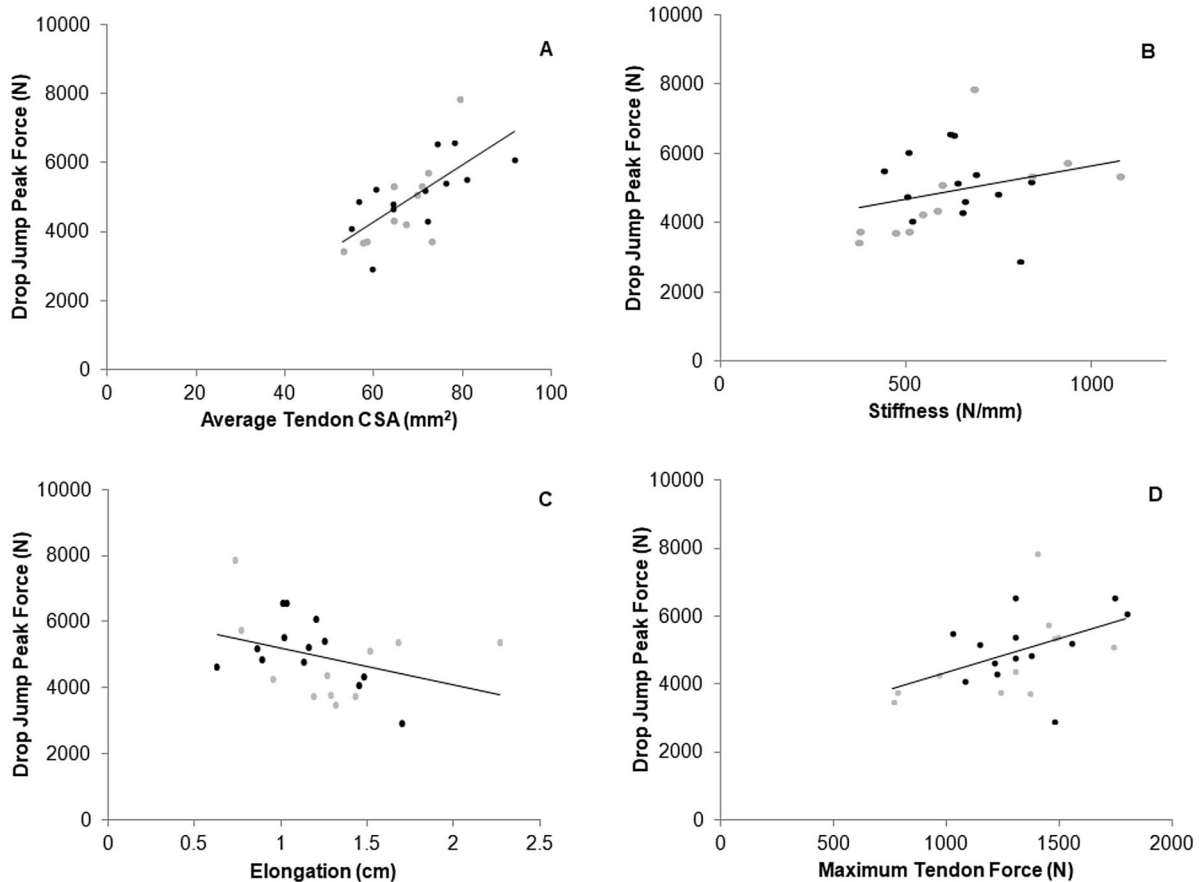 A
Drop Jump Peak Force (N)
10000
8000
6000
4000
2000
0
0 20 40 60 80 100
Average Tendon CSA (mm²)
B
Drop Jump Peak Force (N)
10000
8000
6000
4000
2000
0
0 500 1000
Stiffness (N/mm)
C
Drop Jump Peak Force (N)
10000
8000
6000
4000
2000
0
0 0.5 1 1.5 2 2.5
Elongation (cm)
D
Drop Jump Peak Force (N)
10000
8000
6000
4000
2000
0
0 500 1000 1500 2000
Maximum Tendon Force (N)